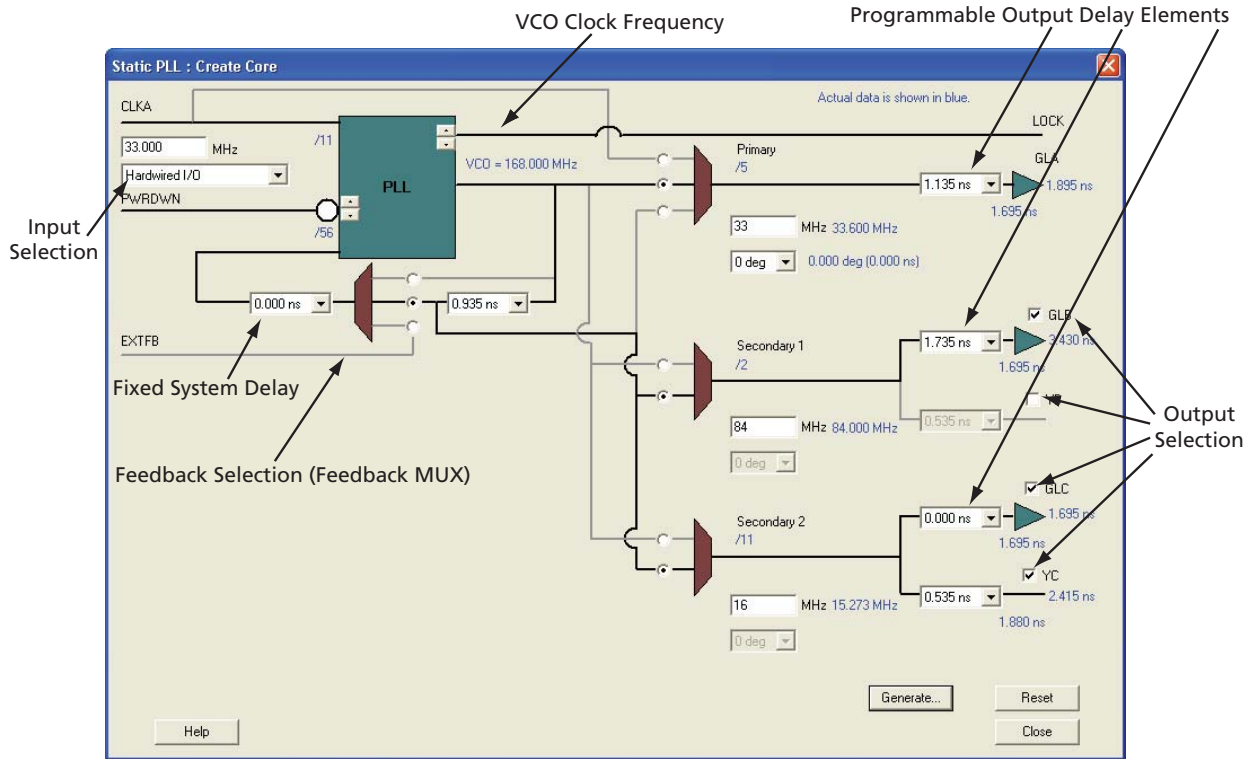 VCO Clock Frequency
Programmable Output Delay Elements
Static PLL : Create Core
CLKA
Actual data is shown in blue.
LOCK
33.000 MHz
/11
Hardwired I/O
PWRDWN
PLL
/56
VCO = 168.000 MHz
Primary
/5
GLA
1.135 ns
1.895 ns
1.695 ns
33 MHz 33.600 MHz
0 deg 0.000 deg (0.000 ns)
Input
Selection
0.000 ns
0.935 ns
EXTFB
Fixed System Delay
Feedback Selection (Feedback MUX)
Secondary 1
/2
GLB
1.735 ns
3.430 ns
1.695 ns
YB
0.535 ns
84 MHz 84.000 MHz
0 deg
Output
Selection
Secondary 2
/11
GLC
0.000 ns
1.695 ns
1.695 ns
YC
0.535 ns
2.415 ns
1.880 ns
16 MHz 15.273 MHz
0 deg
Generate...
Reset
Help
Close